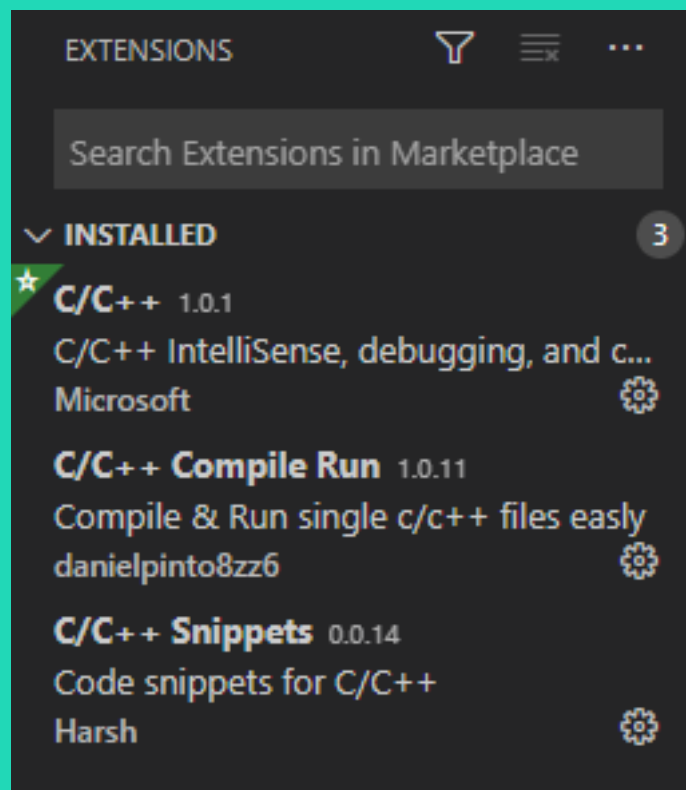 EXTENSIONS
Search Extensions in Marketplace
INSTALLED 3
C/C++ 1.0.1
C/C++ IntelliSense, debugging, and c...
Microsoft
C/C++ Compile Run 1.0.11
Compile & Run single c/c++ files easly
danielpinto8zz6
C/C++ Snippets 0.0.14
Code snippets for C/C++
Harsh